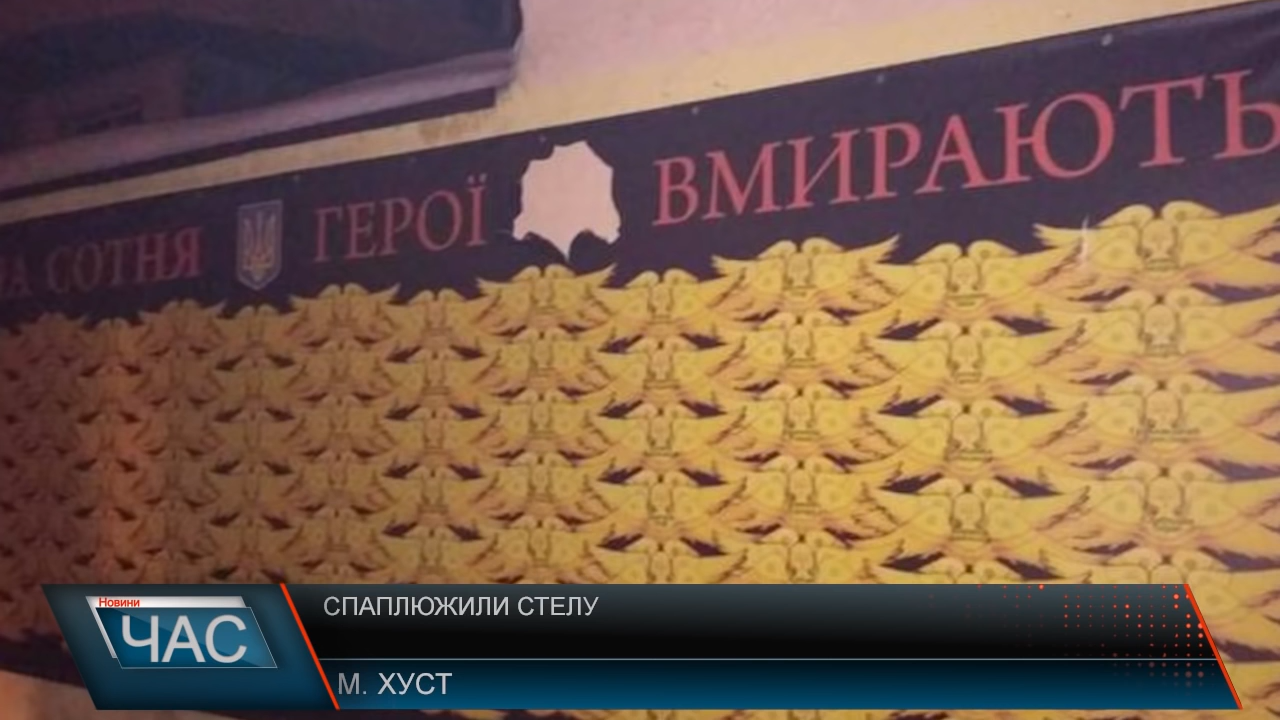 СОТНЯ ГЕРОЇ ВМИРАЮТЬ
СПАПЛЮЖИЛИ СТЕЛУ
Новини
ЧАС
М. ХУСТ